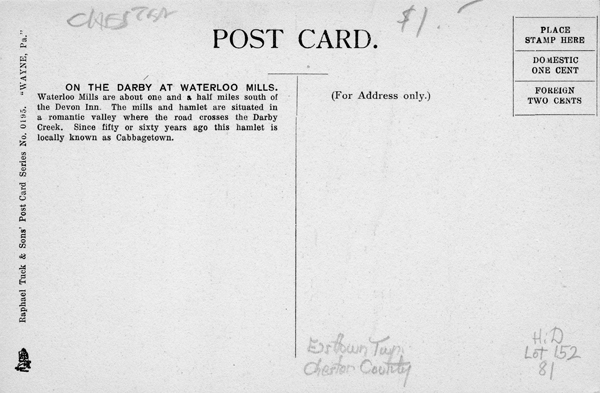 CHESTER
$1.-
POST CARD.
PLACE
STAMP HERE
DOMESTIC
ONE CENT
FOREIGN
TWO CENTS
ON THE DARBY AT WATERLOO MILLS.
Waterloo Mills are about one and a half miles south of
the Devon Inn. The mills and hamlet are situated in
a romantic valley where the road crosses the Darby
Creek. Since fifty or sixty years ago this hamlet is
locally known as Cabbagetown.
(For Address only.)
Raphael Tuck & Sons' Post Card Series No. 0195. "WAYNE, Pa."
Chester County
H.D
Lot 152
81